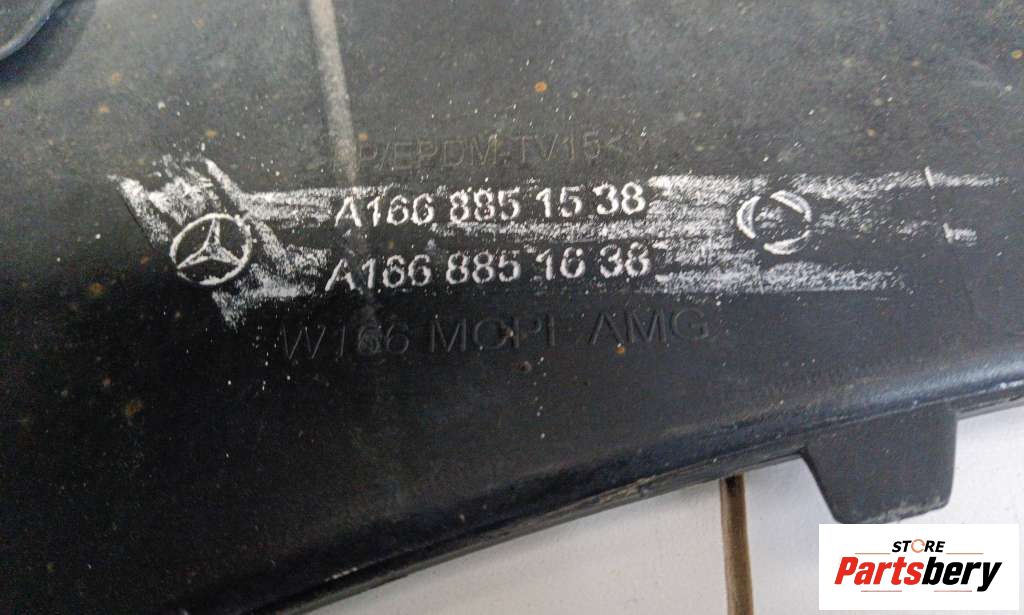 P/EPDM-TV15<
A166 885 15 38
A166 885 16 38
W166 MOPF AMG
STORE
Partsbery